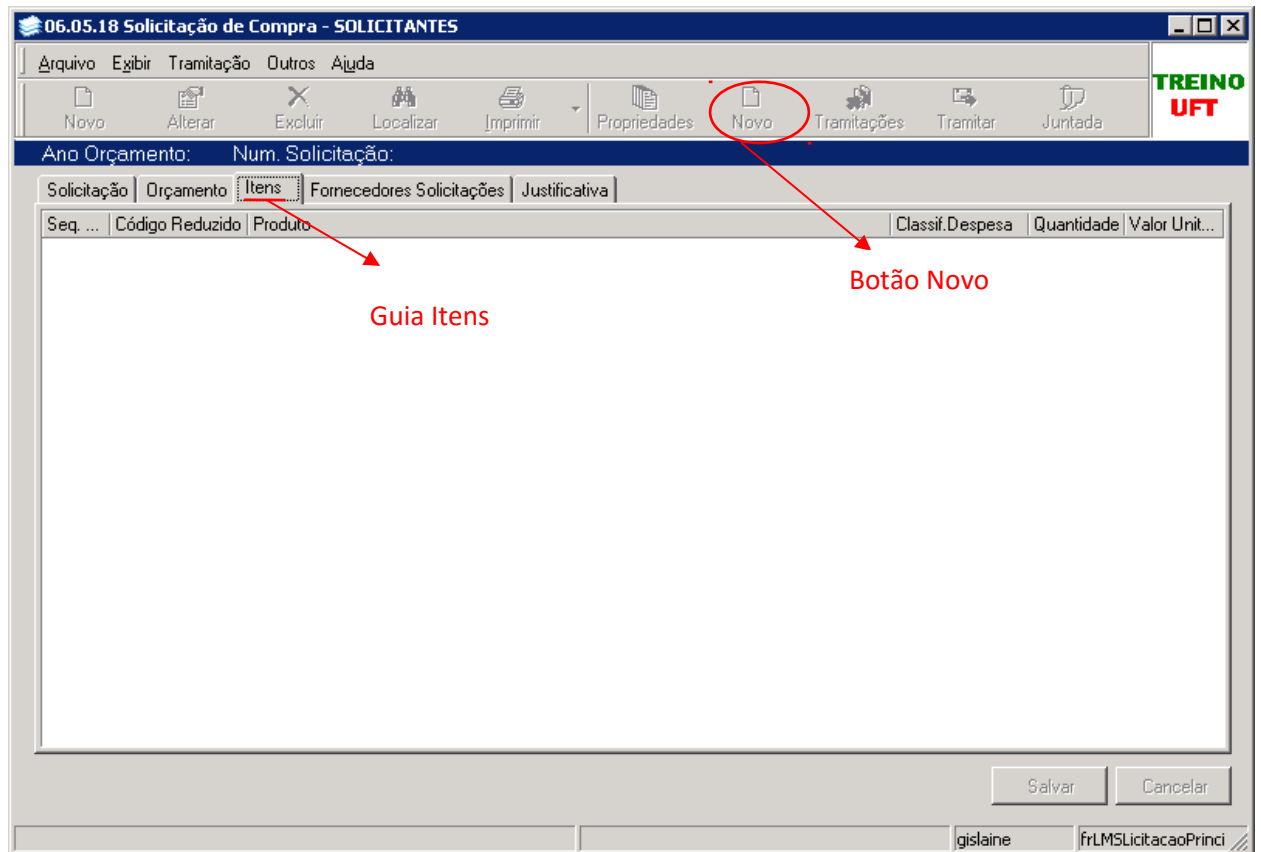 06.05.18 Solicitação de Compra - SOLICITANTES
Arquivo Exibir Tramitação Outros Ajuda
TREINO
UFT
Novo Alterar Excluir Localizar Imprimir Propriedades Novo Tramitações Tramitar Juntada
Ano Orçamento: Num. Solicitação:
Solicitação Orçamento Itens Fornecedores Solicitações Justificativa
Seq. ... Código Reduzido Produto Classif.Despesa Quantidade Valor Unit...
Botão Novo
Guia Itens
Salvar Cancelar
gislaine frLMSLicitacaoPrinci